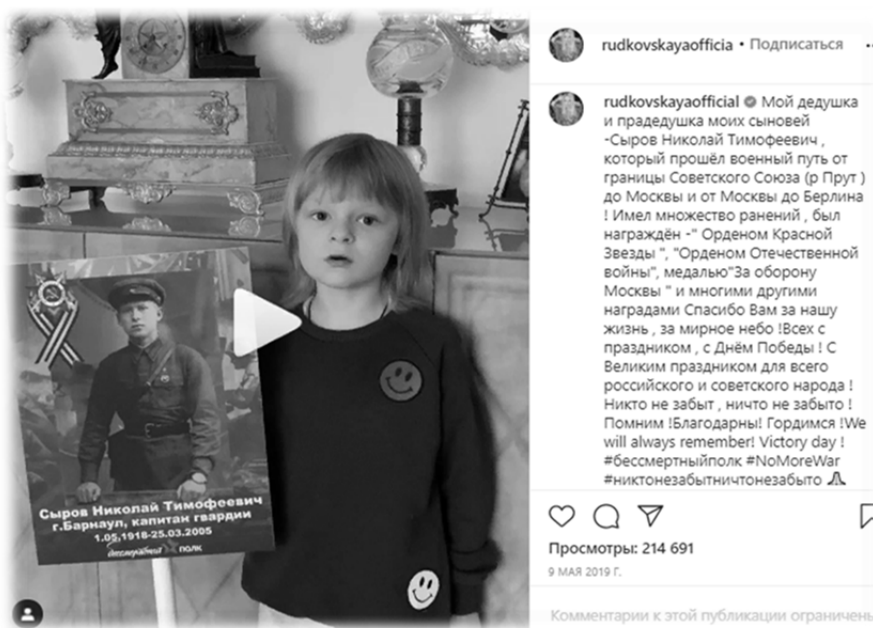 rudkovskayaofficia • Подписаться
rudkovskayaofficial Мой дедушка
и прадедушка моих сыновей
-Сыров Николай Тимофеевич ,
который прошёл военный путь от
границы Советского Союза (р Прут )
до Москвы и от Москвы до Берлина
! Имел множество ранений , был
награждён -" Орденом Красной
Звезды ", "Орденом Отечественной
войны", медалью"За оборону
Москвы " и многими другими
наградами Спасибо Вам за нашу
жизнь , за мирное небо !Всех с
праздником , с Днём Победы ! С
Великим праздником для всего
российского и советского народа !
Никто не забыт , ничто не забыто !
Помним !Благодарны! Гордимся !We
will always remember! Victory day !
#бессмертныйполк #NoMoreWar
#никтонезабытничтонезабыто
Просмотры: 214 691
9 МАЯ 2019 Г.
Комментарии к этой публикации ограничены
Сыров Николай Тимофеевич
г.Барнаул, капитан гвардии
1.05.1918-25.03.2005
бессмертный полк